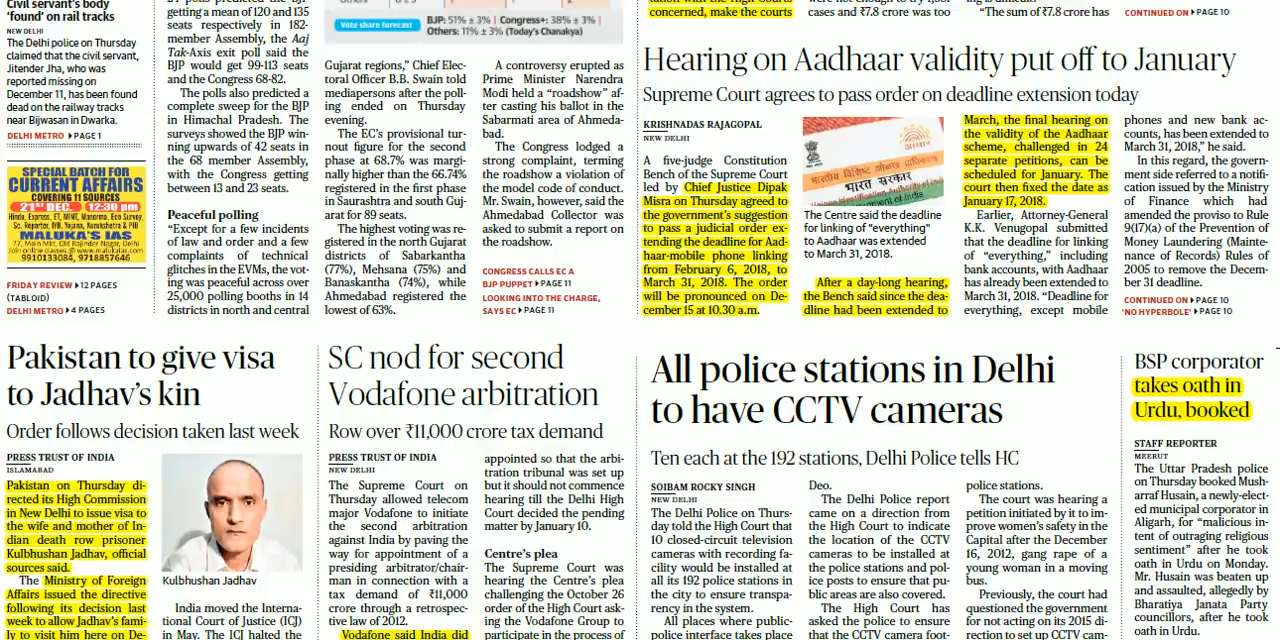 Civil servant's body
'found' on rail tracks
NEW DELHI
The Delhi police on Thursday
claimed that the civil servant,
Jitender Jha, who was
reported missing on
December 11, has been found
dead on the railway tracks
near Bijwasan in Dwarka.
DELHI METRO ▶ PAGE 1
SPECIAL BATCH FOR
CURRENT AFFAIRS
COVERING 11 SOURCES
21st DEC. 12:30 pm
Hindu, Express, ET, MINT, Manorma, Eco Survey,
Sc. Reporter, IYB, Yojana, Kurukshetra & PIB
MALUKA'S IAS
77, Main Mkt, Old Rajinder Nagar, Delhi
Join online classes @ www.malukaias.com
9910133084, 9718857646
FRIDAY REVIEW ▶ 12 PAGES
(TABLOID)
DELHI METRO ▶ 4 PAGES
getting a mean of 120 and 135
seats respectively in 182-
member Assembly, the Aaj
Tak-Axis exit poll said the
BJP would get 99-113 seats
and the Congress 68-82.
The polls also predicted a
complete sweep for the BJP
in Himachal Pradesh. The
surveys showed the BJP win-
ning upwards of 42 seats in
the 68 member Assembly,
with the Congress getting
between 13 and 23 seats.
Peaceful polling
"Except for a few incidents
of law and order and a few
complaints of technical
glitches in the EVMs, the vot-
ing was peaceful across over
25,000 polling booths in 14
districts in north and central
Vote share forecast
BJP: 51% ± 3% | Congress+: 38% ± 3% |
Others: 11% ± 3% (Today's Chanakya)
Gujarat regions," Chief Elec-
toral Officer B.B. Swain told
mediapersons after the poll-
ing ended on Thursday
evening.
The EC's provisional tur-
nout figure for the second
phase at 68.7% was margi-
nally higher than the 66.74%
registered in the first phase
in Saurashtra and south Guj-
arat for 89 seats.
The highest voting was re-
gistered in the north Gujarat
districts of Sabarkantha
(77%), Mehsana (75%) and
Banaskantha (74%), while
Ahmedabad registered the
lowest of 63%.
A controversy erupted as
Prime Minister Narendra
Modi held a "roadshow" af-
ter casting his ballot in the
Sabarmati area of Ahmeda-
bad.
The Congress lodged a
strong complaint, terming
the roadshow a violation of
the model code of conduct.
Mr. Swain, however, said the
Ahmedabad Collector was
asked to submit a report on
the roadshow.
CONGRESS CALLS EC A
BJP PUPPET ▶ PAGE 11
LOOKING INTO THE CHARGE,
SAYS EC ▶ PAGE 11
concerned, make the courts
cases and ₹7.8 crore was too
"The sum of ₹7.8 crore has
CONTINUED ON ▶ PAGE 10
Hearing on Aadhaar validity put off to January
Supreme Court agrees to pass order on deadline extension today
KRISHNADAS RAJAGOPAL
NEW DELHI
A five-judge Constitution
Bench of the Supreme Court
led by Chief Justice Dipak
Misra on Thursday agreed to
the government's suggestion
to pass a judicial order ex-
tending the deadline for Aad-
haar-mobile phone linking
from February 6, 2018, to
March 31, 2018. The order
will be pronounced on De-
cember 15 at 10.30 a.m.
भारत सरकार
The Centre said the deadline
for linking of "everything"
to Aadhaar was extended
to March 31, 2018.
After a day-long hearing,
the Bench said since the dea-
dline had been extended to
March, the final hearing on
the validity of the Aadhaar
scheme, challenged in 24
separate petitions, can be
scheduled for January. The
court then fixed the date as
January 17, 2018.
Earlier, Attorney-General
K.K. Venugopal submitted
that the deadline for linking
of "everything," including
bank accounts, with Aadhaar
has already been extended to
March 31, 2018. "Deadline for
everything, except mobile
phones and new bank ac-
counts, has been extended to
March 31, 2018," he said.
In this regard, the govern-
ment side referred to a noti-
fication issued by the Ministry
of Finance which had
amended the proviso to Rule
9(17)(a) of the Prevention of
Money Laundering (Mainte-
nance of Records) Rules of
2005 to remove the Decem-
ber 31 deadline.
CONTINUED ON ▶ PAGE 10
'NO HYPERBOLE' ▶ PAGE 10
Pakistan to give visa
to Jadhav's kin
Order follows decision taken last week
PRESS TRUST OF INDIA
ISLAMABAD
Pakistan on Thursday di-
rected its High Commission
in New Delhi to issue visa to
the wife and mother of In-
dian death row prisoner
Kulbhushan Jadhav, official
sources said.
The Ministry of Foreign
Affairs issued the directive
following its decision last
week to allow Jadhav's fami-
ly to visit him here on De-
Kulbhushan Jadhav
India moved the Interna-
tional Court of Justice (ICJ)
in May. The ICJ halted the
SC nod for second
Vodafone arbitration
Row over ₹11,000 crore tax demand
PRESS TRUST OF INDIA
NEW DELHI
The Supreme Court on
Thursday allowed telecom
major Vodafone to initiate
the second arbitration
against India by paving the
way for appointment of a
presiding arbitrator/chair-
man in connection with a
tax demand of ₹11,000
crore through a retrospec-
tive law of 2012.
Vodafone said India did
appointed so that the arbi-
tration tribunal was set up
but it should not commence
hearing till the Delhi High
Court decided the pending
matter by January 10.
Centre's plea
The Supreme Court was
hearing the Centre's plea
challenging the October 26
order of the High Court ask-
ing the Vodafone Group to
participate in the process of
All police stations in Delhi
to have CCTV cameras
Ten each at the 192 stations, Delhi Police tells HC
SOIBAM ROCKY SINGH
NEW DELHI
The Delhi Police on Thurs-
day told the High Court that
10 closed-circuit television
cameras with recording fa-
cility would be installed at
all its 192 police stations in
the city to ensure transpa-
rency in the system.
All places where public-
police interface takes place
Deo.
The Delhi Police report
came on a direction from
the High Court to indicate
the location of the CCTV
cameras to be installed at
the police stations and pol-
ice posts to ensure that pu-
blic areas are also covered.
The High Court has
asked the police to ensure
that the CCTV camera foot-
police stations.
The court was hearing a
petition initiated by it to im-
prove women's safety in the
Capital after the December
16, 2012, gang rape of a
young woman in a moving
bus.
Previously, the court had
questioned the government
for not acting on its 2015 di-
rection to set up CCTV cam-
BSP corporator
takes oath in
Urdu, booked
STAFF REPORTER
MEERUT
The Uttar Pradesh police
on Thursday booked Mush-
arraf Husain, a newly-elect-
ed municipal corporator in
Aligarh, for "malicious in-
tent of outraging religious
sentiment" after he took
oath in Urdu on Monday.
Mr. Husain was beaten up
and assaulted, allegedly by
Bharatiya Janata Party
councillors, after he took
oath in Urdu.